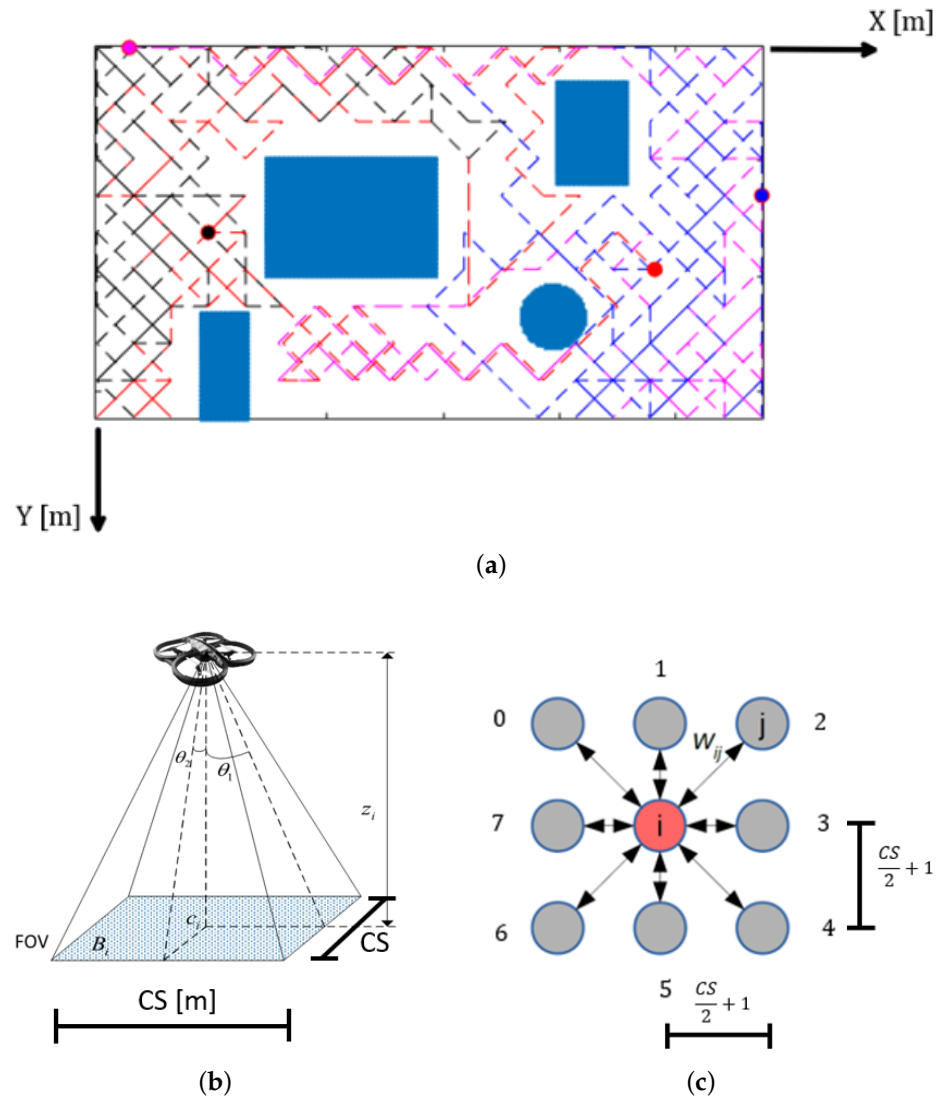 X [m]
Y [m]
(a)
θ₂
θ₁
zᵢ
cᵢ
FOV
Bᵢ
CS
CS [m]
(b)
1
0
j
2
Wᵢⱼ
7
i
3
CS/2 + 1
6
4
5
CS/2 + 1
(c)